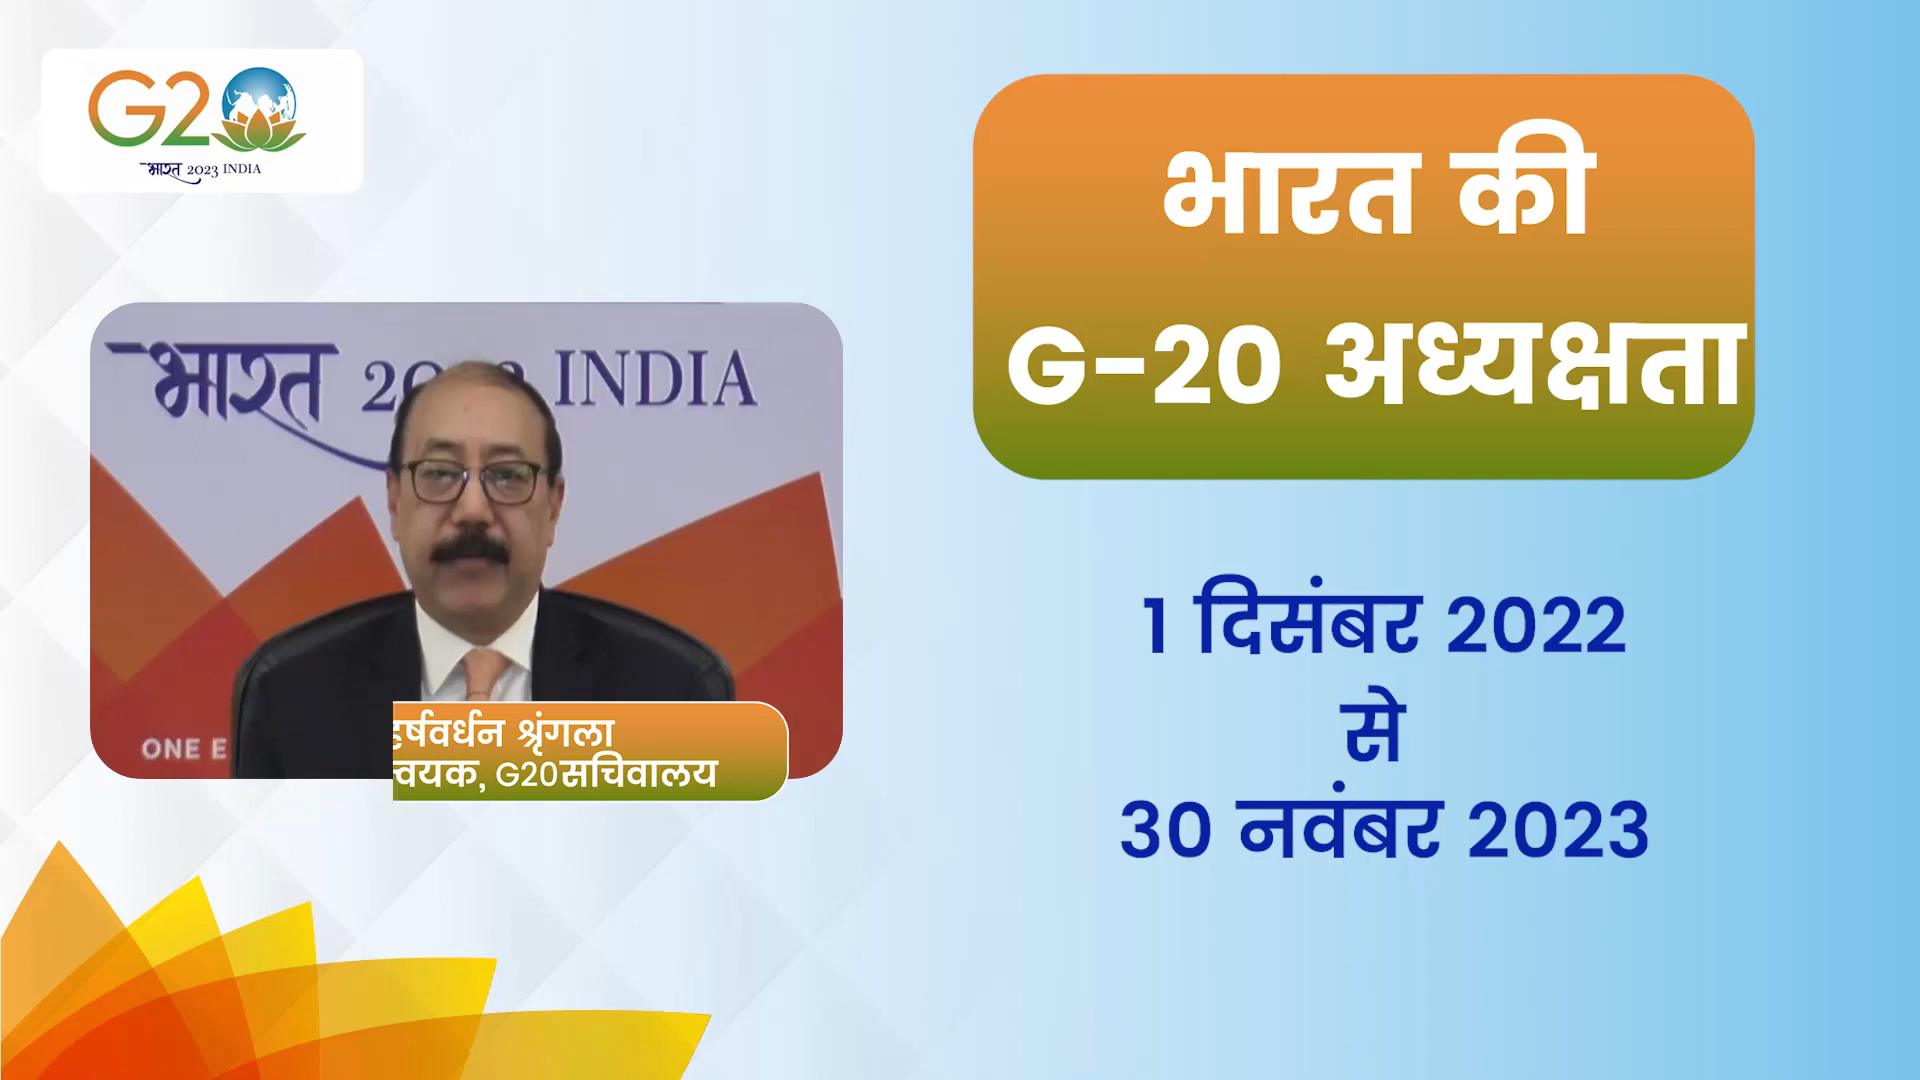 G20
भारत 2023 INDIA
भारत की
G-20 अध्यक्षता
1 दिसंबर 2022
से
30 नवंबर 2023
भारत INDIA
ONE
हर्षवर्धन श्रृंगला
G20सचिवालय